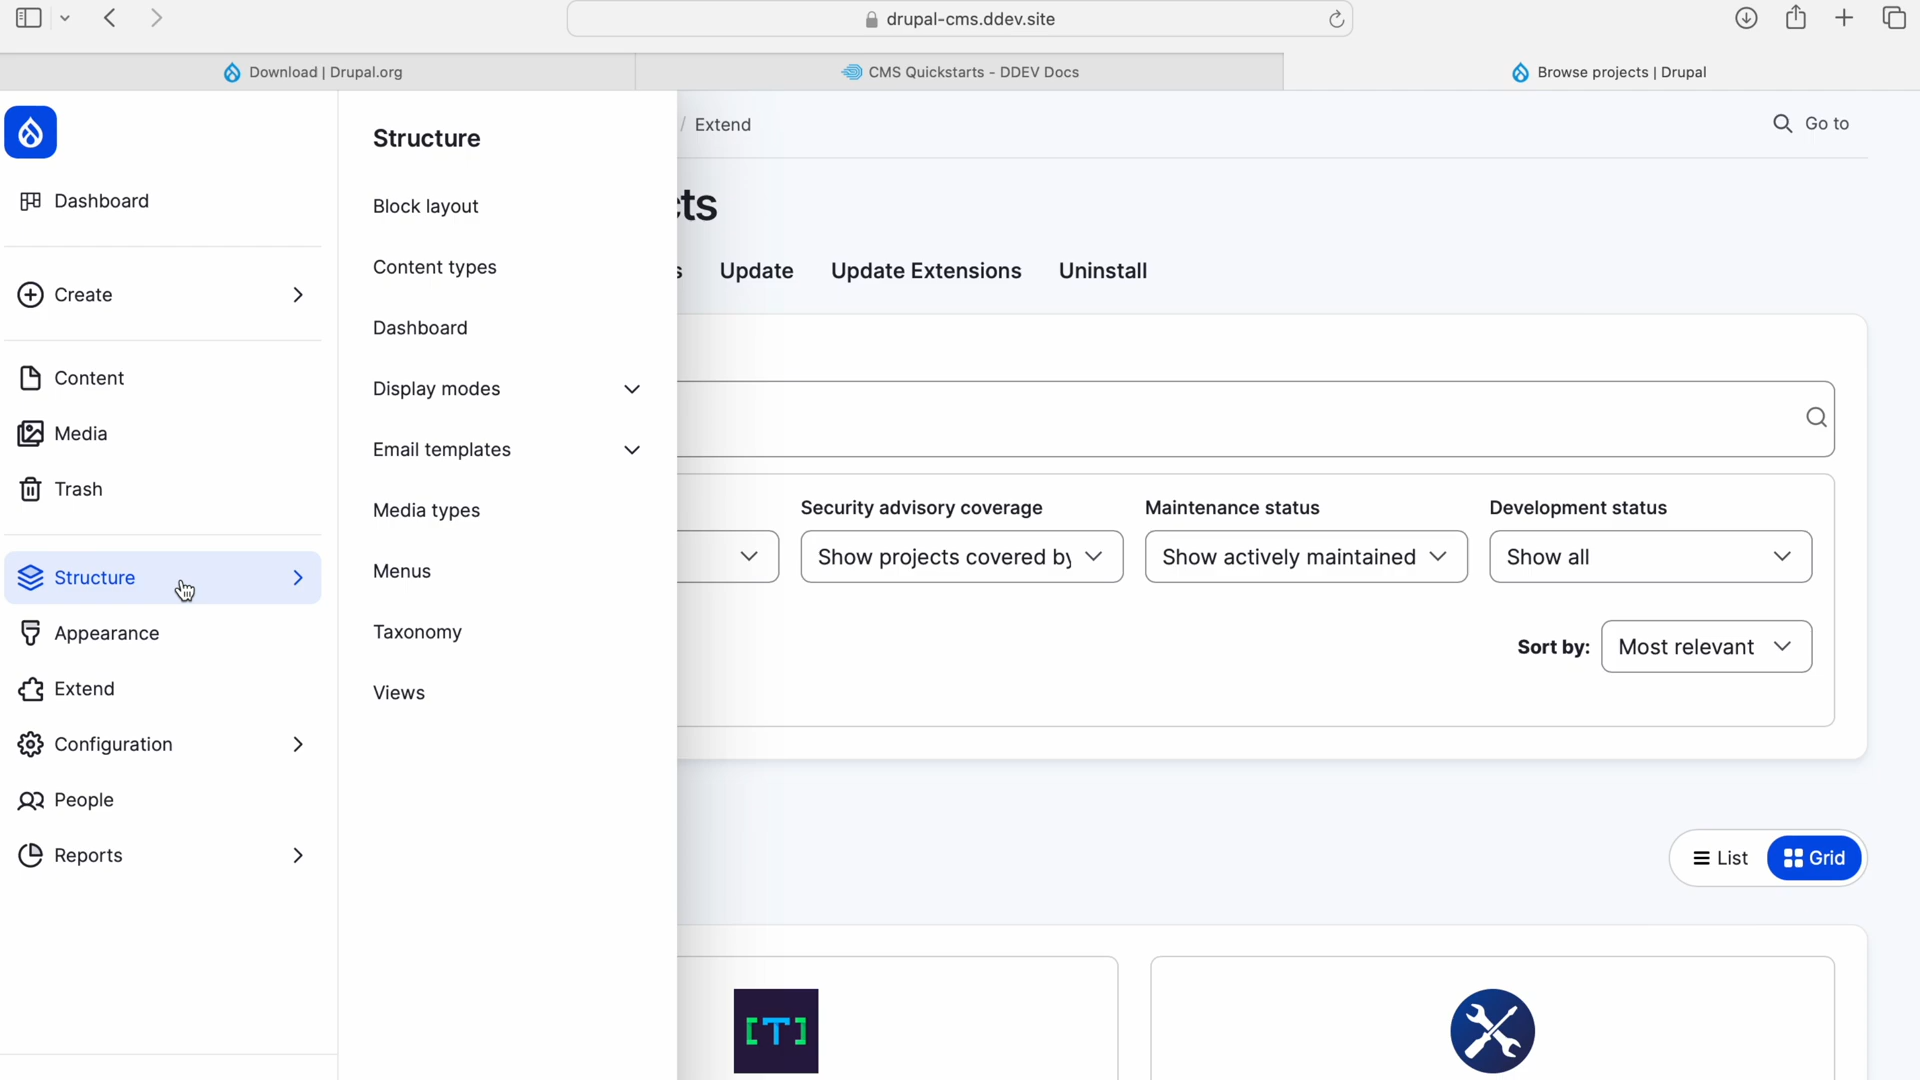 drupal-cms.ddev.site
Download | Drupal.org
CMS Quickstarts - DDEV Docs
Browse projects | Drupal
Dashboard
Create
Content
Media
Trash
Structure
Appearance
Extend
Configuration
People
Reports
Structure
Block layout
Content types
Dashboard
Display modes
Email templates
Media types
Menus
Taxonomy
Views
/ Extend
Go to
cts
s Update Update Extensions Uninstall
Security advisory coverage Maintenance status Development status
Show projects covered by Show actively maintained Show all
Sort by: Most relevant
List Grid
[T]